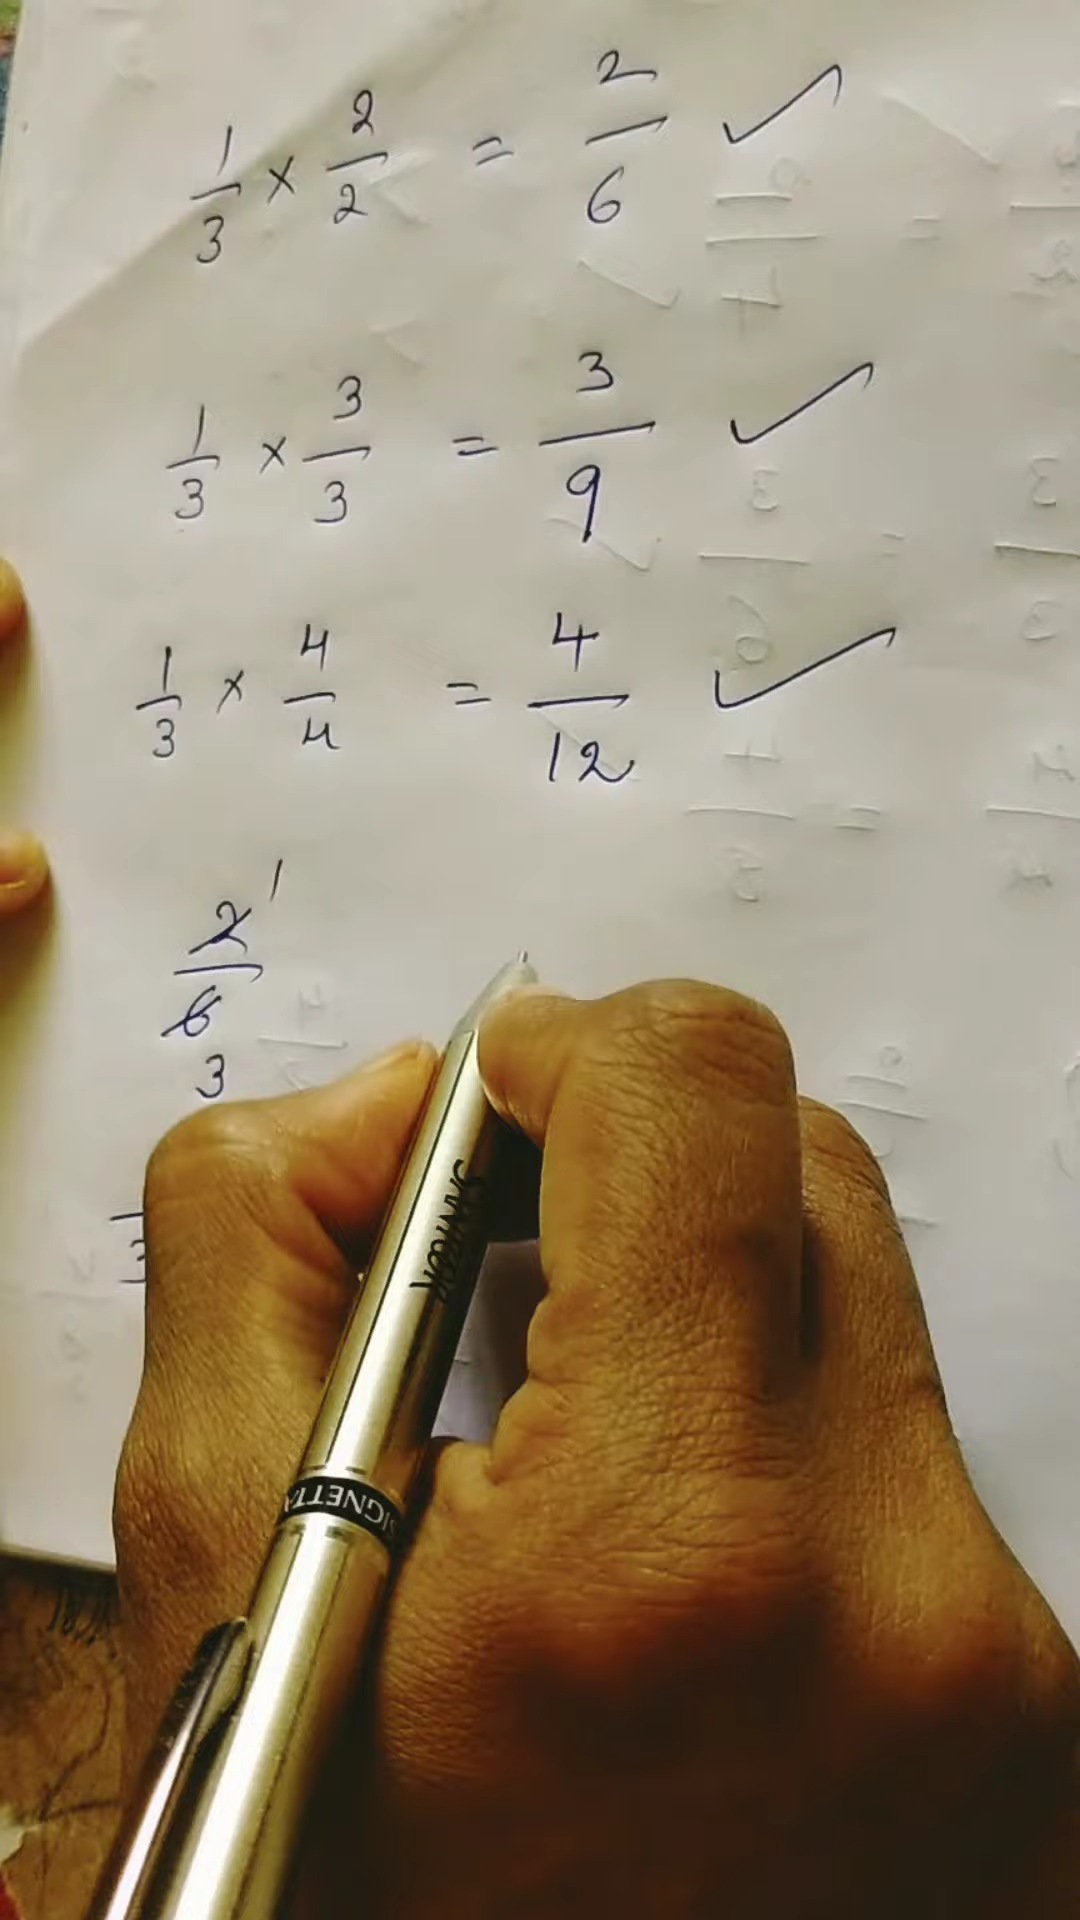 1/3 × 2/2 = 2/6 ✓
1/3 × 3/3 = 3/9 ✓
1/3 × 4/4 = 4/12 ✓
2/6 1
3
SIGNETTA